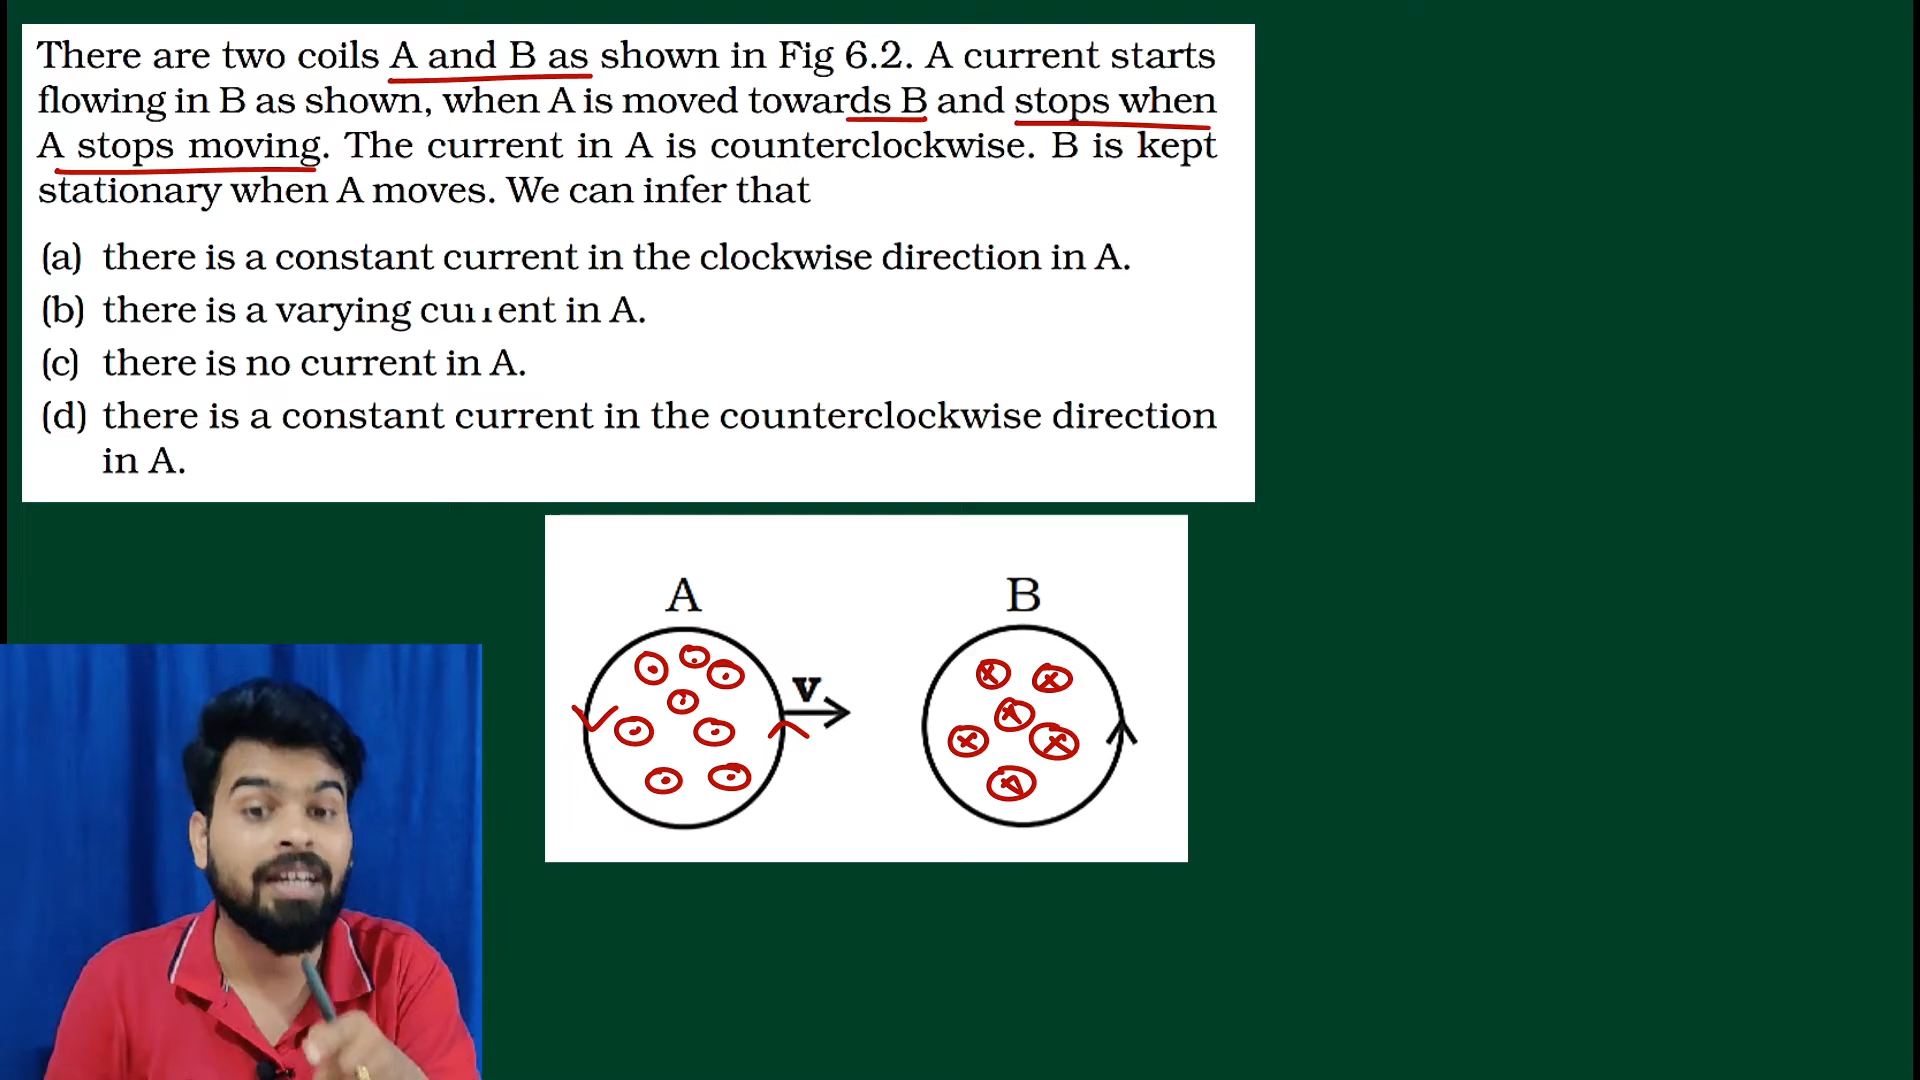 There are two coils A and B as shown in Fig 6.2. A current starts
flowing in B as shown, when A is moved towards B and stops when
A stops moving. The current in A is counterclockwise. B is kept
stationary when A moves. We can infer that
(a) there is a constant current in the clockwise direction in A.
(b) there is a varying current in A.
(c) there is no current in A.
(d) there is a constant current in the counterclockwise direction
in A.
A
B
v